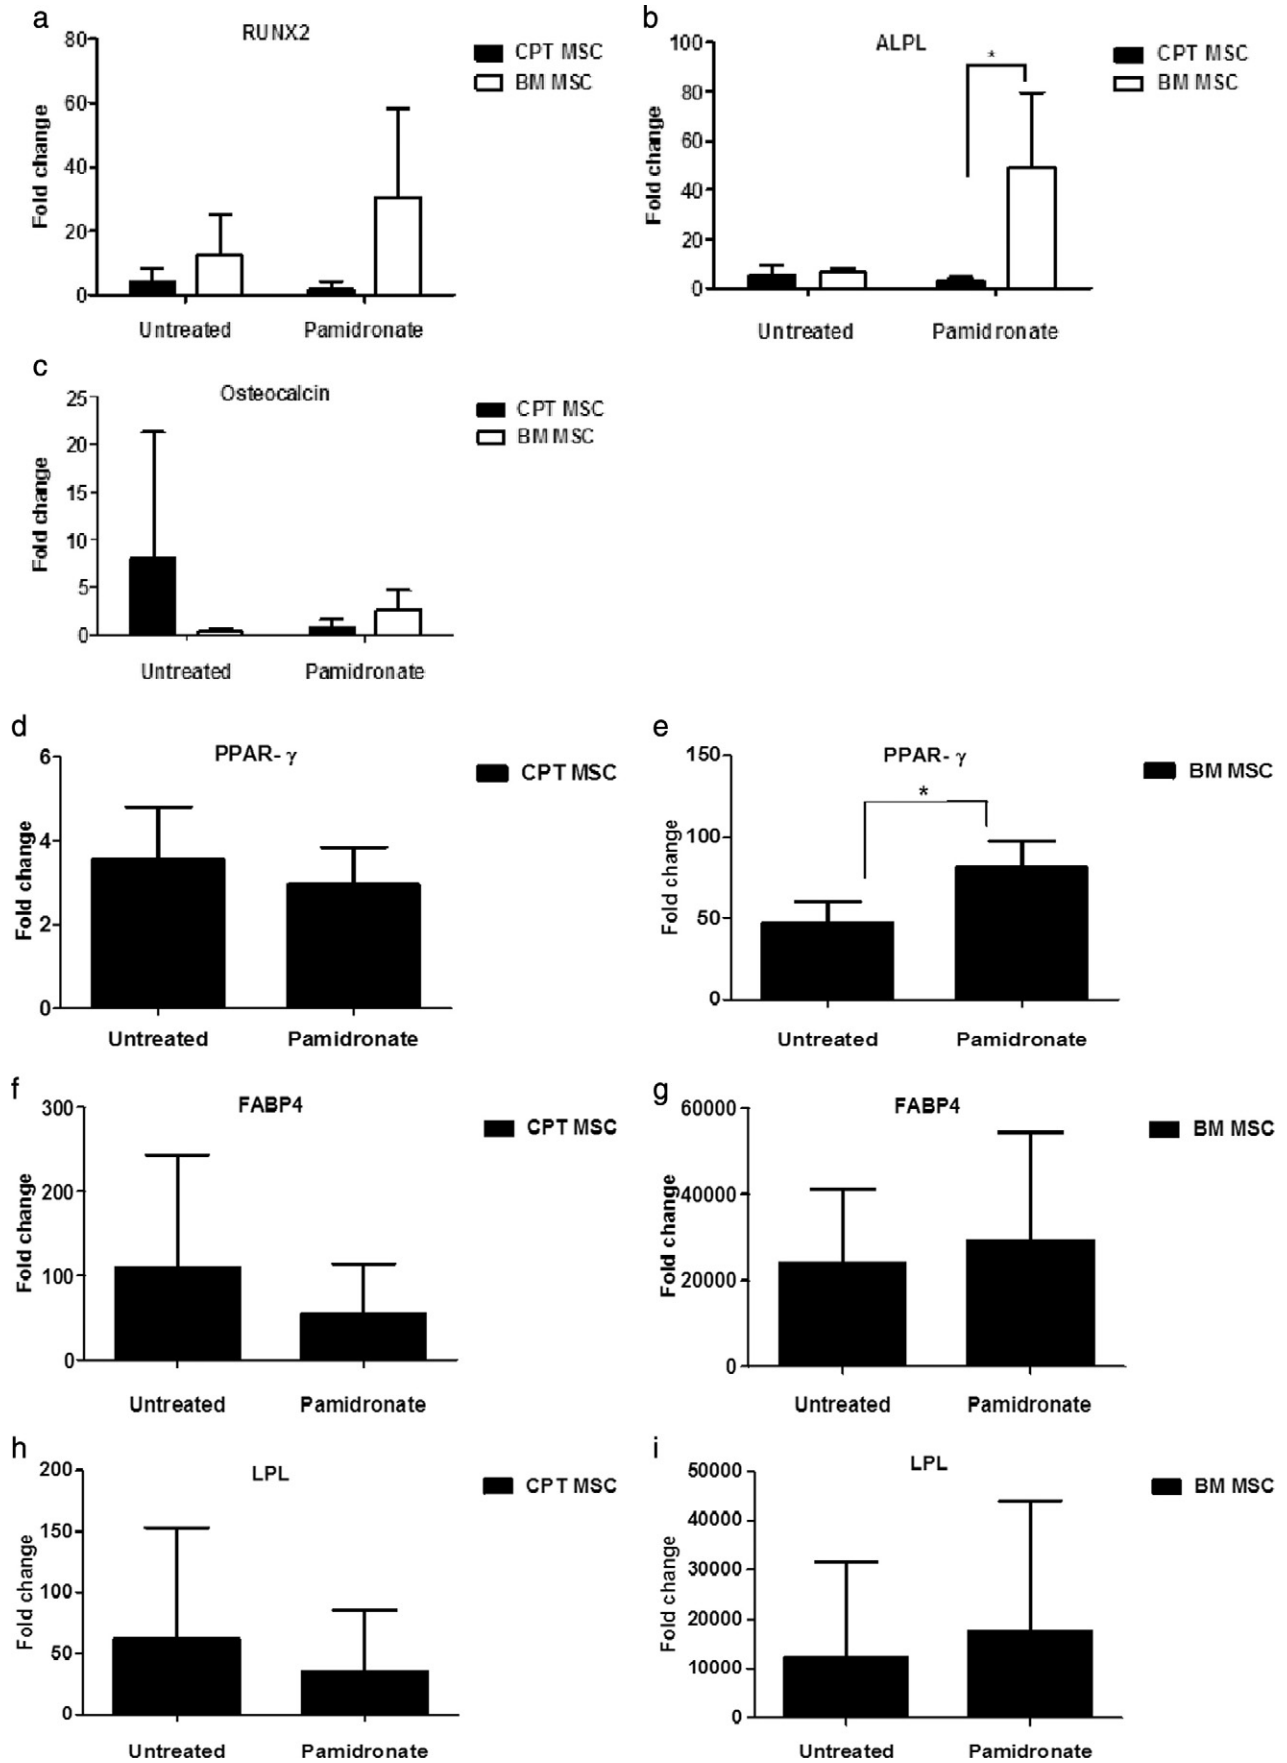 a
RUNX2
80
60
40
20
0
Fold change
CPT MSC
BM MSC
Untreated
Pamidronate
b
ALPL
100
80
60
40
20
0
Fold change
*
CPT MSC
BM MSC
Untreated
Pamidronate
c
Osteocalcin
25
20
15
10
5
0
Fold change
CPT MSC
BM MSC
Untreated
Pamidronate
d
PPAR- γ
6
4
2
0
Fold change
CPT MSC
Untreated
Pamidronate
e
PPAR- γ
150
100
50
0
Fold change
*
BM MSC
Untreated
Pamidronate
f
FABP4
300
200
100
0
Fold change
CPT MSC
Untreated
Pamidronate
g
FABP4
60000
40000
20000
0
Fold change
BM MSC
Untreated
Pamidronate
h
LPL
200
150
100
50
0
Fold change
CPT MSC
Untreated
Pamidronate
i
LPL
50000
40000
30000
20000
10000
0
Fold change
BM MSC
Untreated
Pamidronate